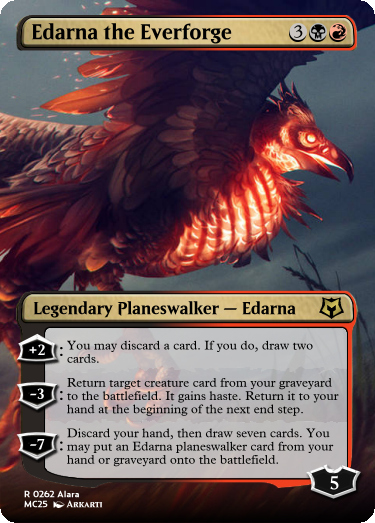 Edarna the Everforge 3
Legendary Planeswalker — Edarna
+2: You may discard a card. If you do, draw two
cards.
-3: Return target creature card from your graveyard
to the battlefield. It gains haste. Return it to your
hand at the beginning of the next end step.
-7: Discard your hand, then draw seven cards. You
may put an Edarna planeswalker card from your
hand or graveyard onto the battlefield.
5
R 0262 Alara
MC25 ARKARTI